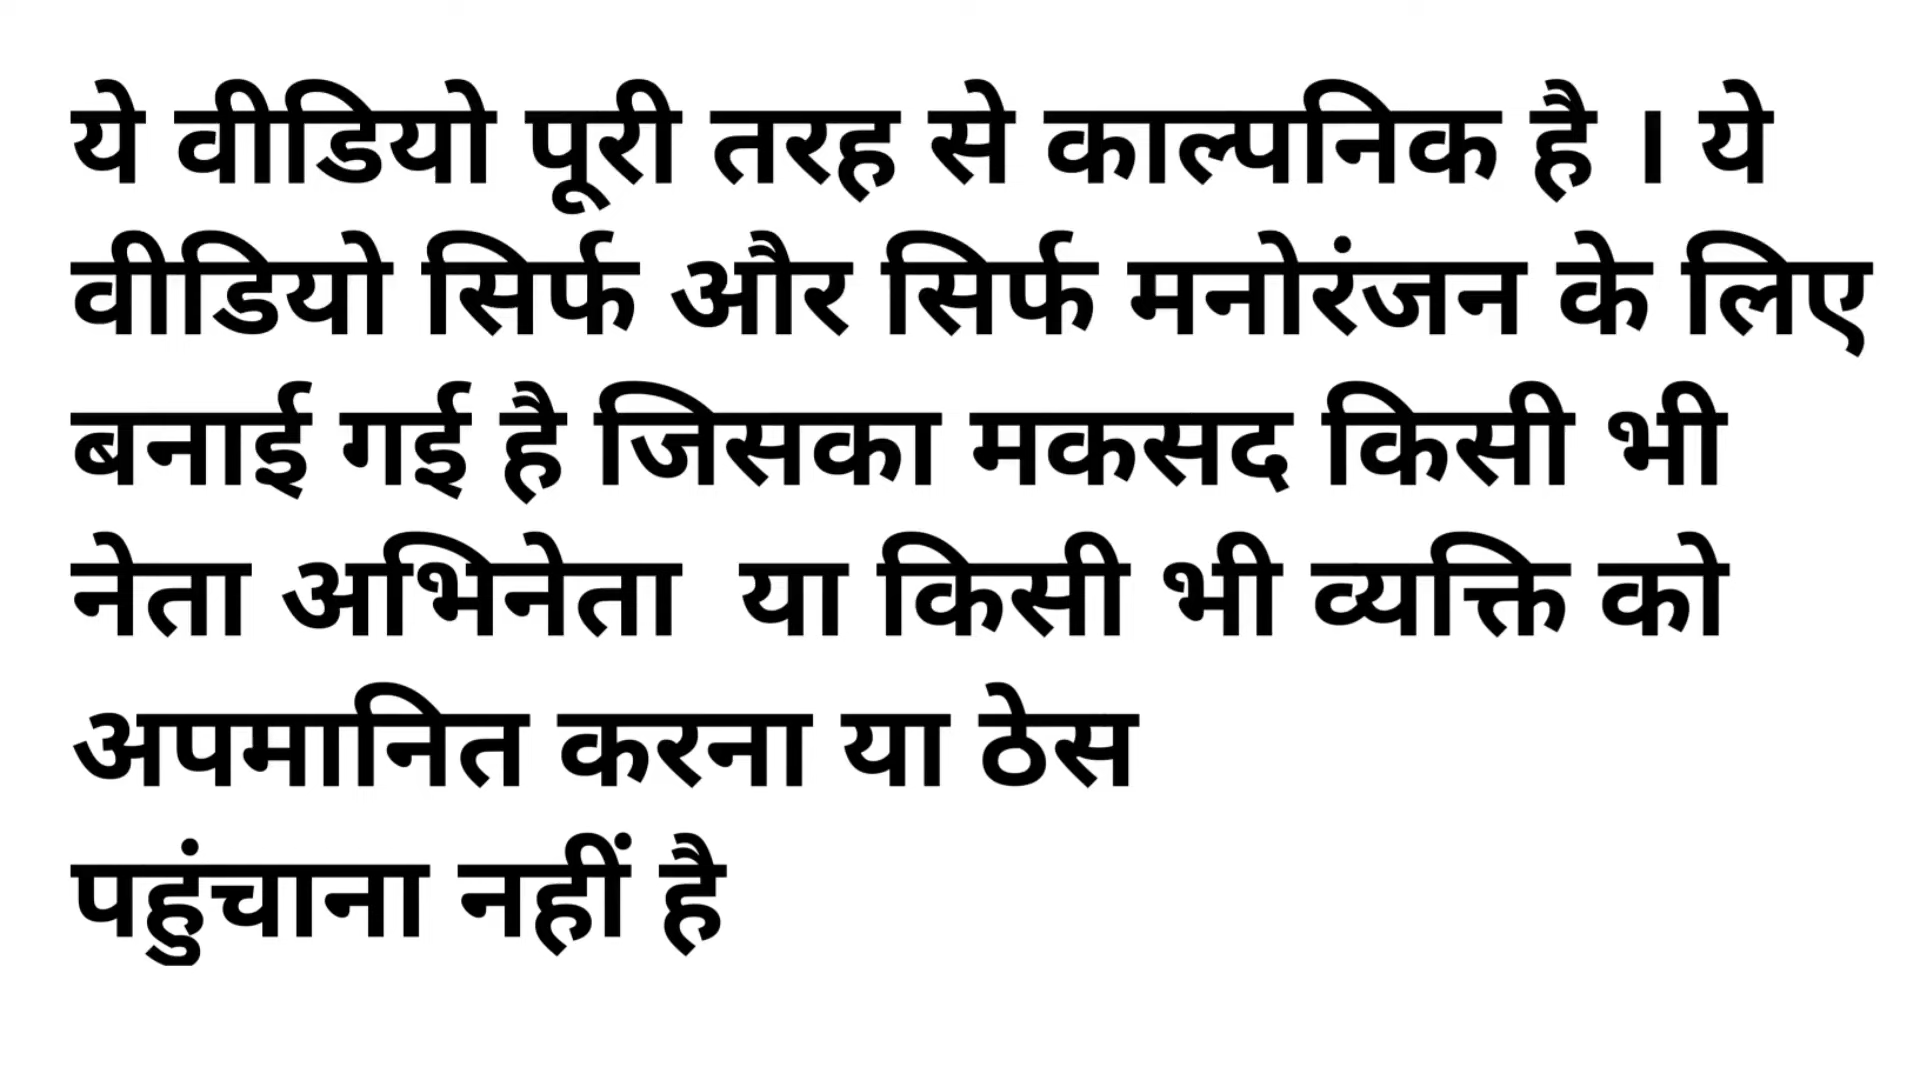 ये वीडियो पूरी तरह से काल्पनिक है । ये
वीडियो सिर्फ और सिर्फ मनोरंजन के लिए
बनाई गई है जिसका मकसद किसी भी
नेता अभिनेता  या किसी भी व्यक्ति को
अपमानित करना या ठेस
पहुंचाना नहीं है